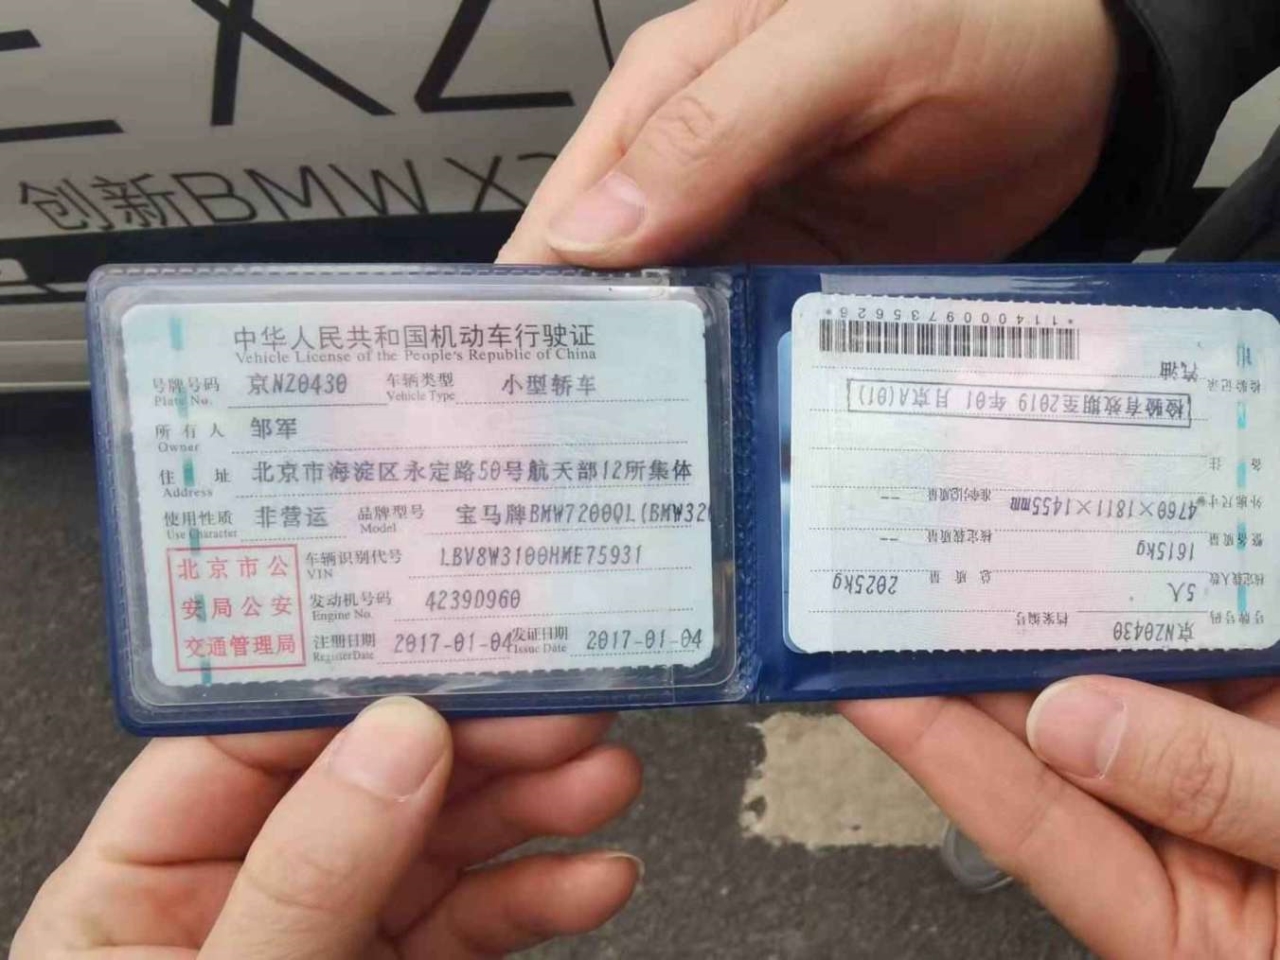 创新BMW X
中华人民共和国机动车行驶证
Vehicle License of the People's Republic of China
号牌号码 京NZ0430 车辆类型 小型轿车
Plate No. Vehicle Type
所有人 邹军
Owner
住址 北京市海淀区永定路50号航天部12所集体
Address
使用性质 非营运 品牌型号 宝马牌BMW7200QL(BMW320
Use Character Model
车辆识别代号 LBV8W3100HME75931
VIN
发动机号码 4239D960
Engine No.
注册日期 2017-01-04 发证日期 2017-01-04
Register Date Issue Date
北京市公
安局公安
交通管理局
号牌号码 京NZ0430 档案编号
核定载人数 5人 总质量 2025kg
整备质量 1615kg 核定载质量 --
外廓尺寸 4760×1811×1455mm 准牵引总质量 --
备注
检验有效期至2019年01月京A(01)
检验记录
汽油
*1140009735626*